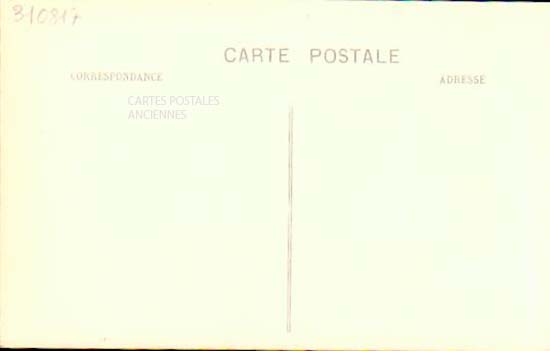 310817
CARTE POSTALE
CORRESPONDANCE
ADRESSE
CARTES POSTALES
ANCIENNES